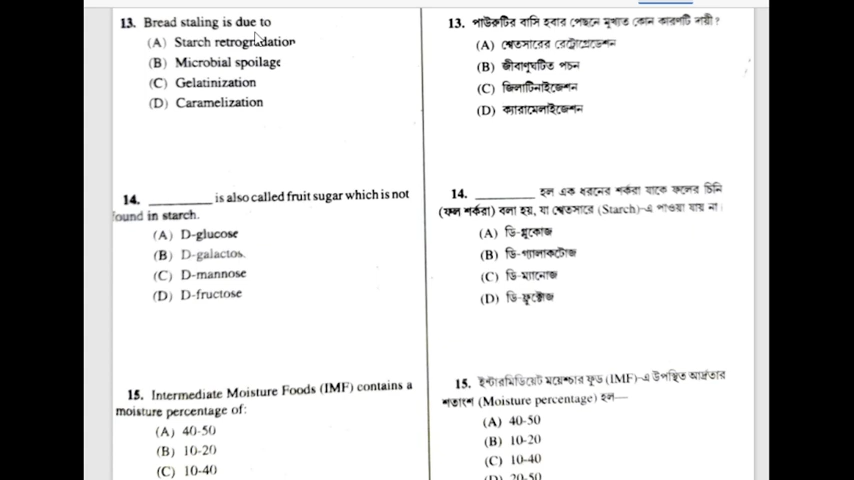 13. Bread staling is due to
(A) Starch retrogradation
(B) Microbial spoilage
(C) Gelatinization
(D) Caramelization
14. ________ is also called fruit sugar which is not
found in starch.
(A) D-glucose
(B) D-galactos.
(C) D-mannose
(D) D-fructose
15. Intermediate Moisture Foods (IMF) contains a
moisture percentage of:
(A) 40-50
(B) 10-20
(C) 10-40
13. পাউরুটির বাসি হবার পেছনে মুখ্যত কোন কারণটি দায়ী?
(A) শ্বেতসারের রেট্রোগ্রেডেশন
(B) জীবাণুঘটিত পচন
(C) জিলাটিনাইজেশন
(D) ক্যারামেলাইজেশন
14. ________ হল এক ধরনের শর্করা যাকে ফলের চিনি
(ফল শর্করা) বলা হয়, যা শ্বেতসারে (Starch)-এ পাওয়া যায় না।
(A) ডি-গ্লুকোজ
(B) ডি-গ্যালাকটোজ
(C) ডি-ম্যানোজ
(D) ডি-ফ্রুক্টোজ
15. ইন্টারমিডিয়েট ময়েশ্চার ফুড (IMF)-এ উপস্থিত আর্দ্রতার
শতাংশ (Moisture percentage) হল—
(A) 40-50
(B) 10-20
(C) 10-40
(D) 20-50